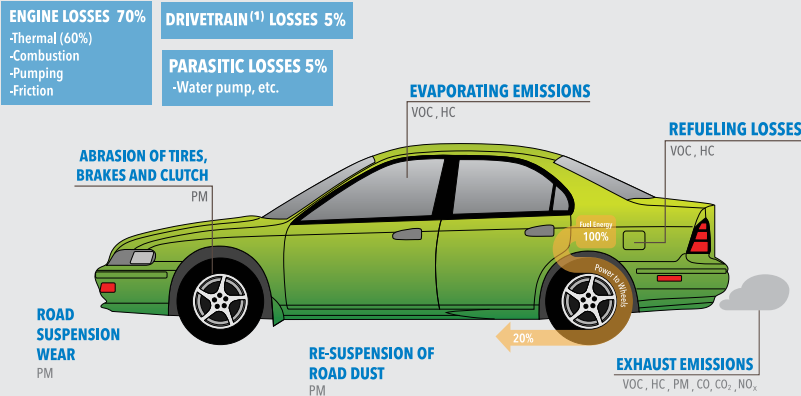 ENGINE LOSSES 70%
-Thermal (60%)
-Combustion
-Pumping
-Friction
DRIVETRAIN(1) LOSSES 5%
PARASITIC LOSSES 5%
-Water pump, etc.
EVAPORATING EMISSIONS
VOC , HC
REFUELING LOSSES
VOC , HC
ABRASION OF TIRES,
BRAKES AND CLUTCH
PM
Fuel Energy
100%
Power to Wheels
20%
ROAD
SUSPENSION
WEAR
PM
RE-SUSPENSION OF
ROAD DUST
PM
EXHAUST EMISSIONS
VOC , HC , PM , CO, CO₂ , NOₓ